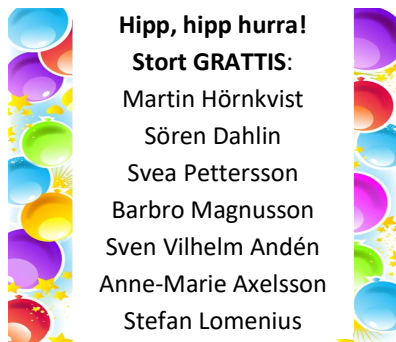 Hipp, hipp hurra!
Stort GRATTIS:
Martin Hörnkvist
Sören Dahlin
Svea Pettersson
Barbro Magnusson
Sven Vilhelm Andén
Anne-Marie Axelsson
Stefan Lomenius